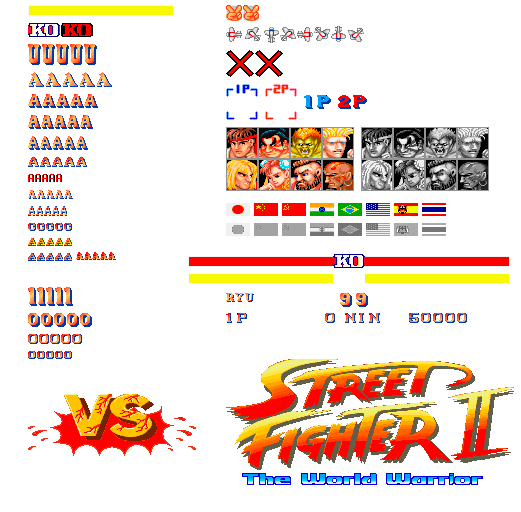 KO KO
UUUUU
AAAAA
AAAAA
AAAAA
AAAAA
AAAAA
AAAAA
AAAAA
AAAAA
00000
AAAAA
AAAAA AAAAA
11111
00000
00000
00000
VS
1P 2P
1P 2P
KO
RYU 99
1P 0 NIN 50000
STREET
FIGHTER II
The World Warrior